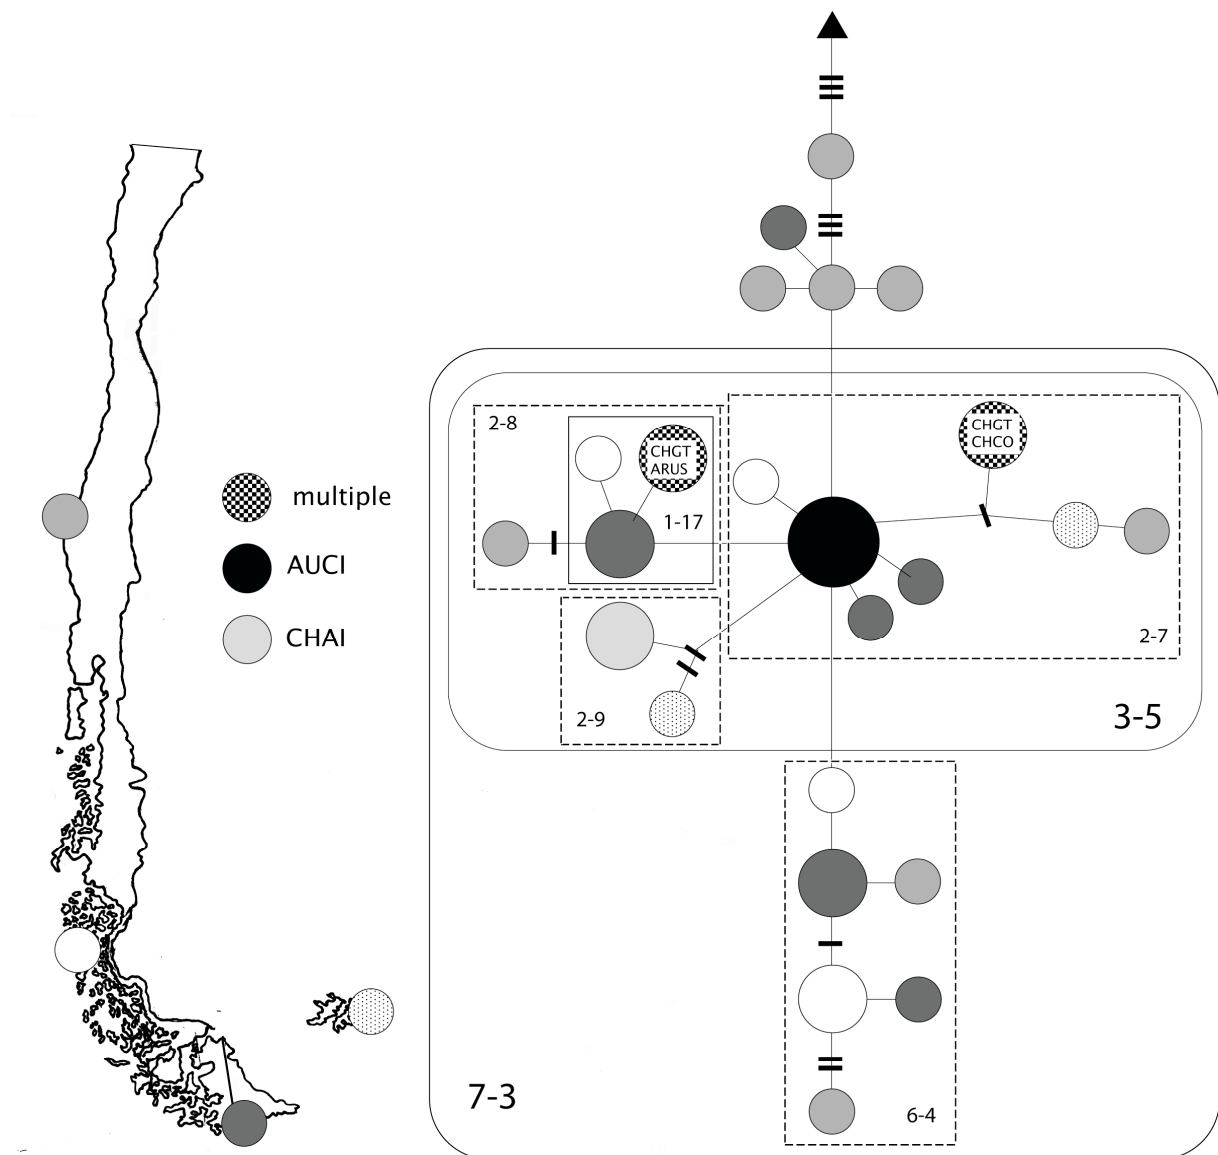 multiple
AUCI
CHAI
2-8
CHGT
ARUS
1-17
CHGT
CHCO
2-7
2-9
3-5
7-3
6-4